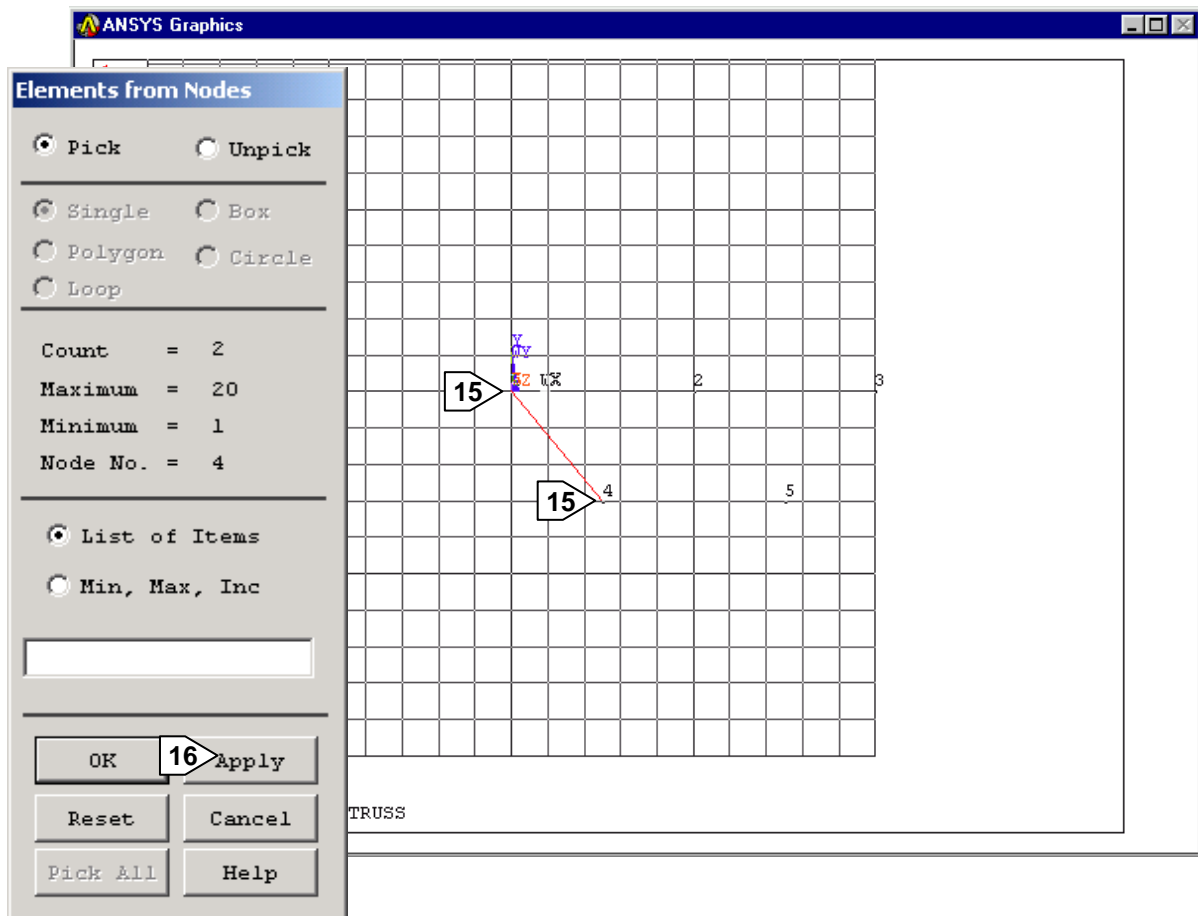 ANSYS Graphics
Elements from Nodes
Pick Unpick
Single Box
Polygon Circle
Loop
Count = 2
Maximum = 20
Minimum = 1
Node No. = 4
List of Items
Min, Max, Inc
OK 16 Apply
Reset Cancel
Pick All Help
Y
WY
WX 2 3
15
15 4 5
TRUSS